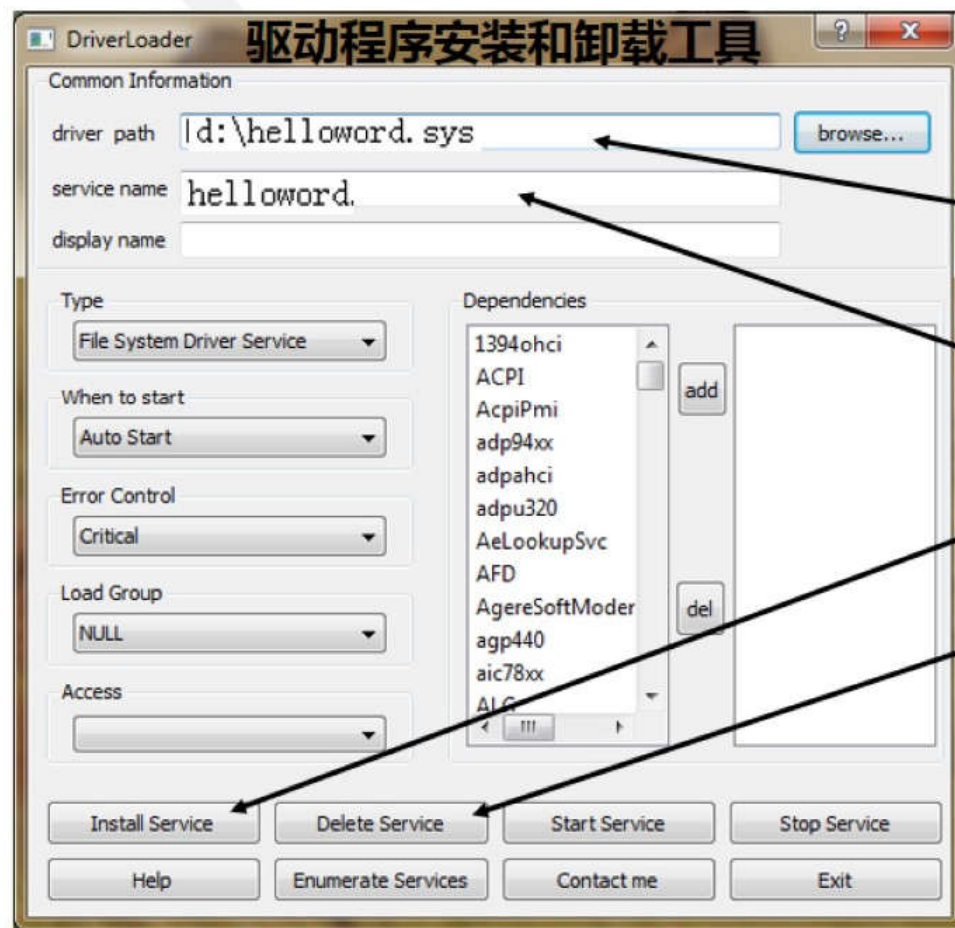 DriverLoader 驱动程序安装和卸载工具 ? X
Common Information
driver path d:\helloword.sys browse...
service name helloword.
display name
Type Dependencies
File System Driver Service
1394ohci
ACPI
add
When to start
AcpiPmi
Auto Start
adp94xx
adpahci
Error Control
adpu320
Critical
AeLookupSvc
AFD
Load Group
AgereSoftModer
del
NULL
agp440
aic78xx
Access
ALG
Install Service Delete Service Start Service Stop Service
Help Enumerate Services Contact me Exit